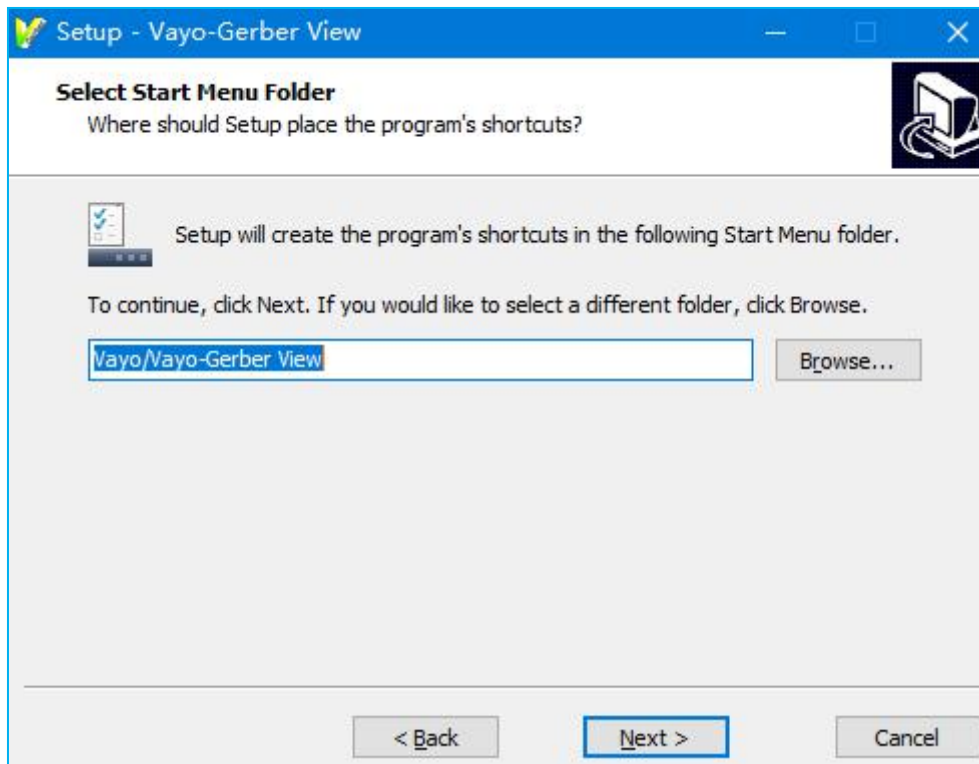 Setup - Vayo-Gerber View
Select Start Menu Folder
Where should Setup place the program's shortcuts?
Setup will create the program's shortcuts in the following Start Menu folder.
To continue, click Next. If you would like to select a different folder, click Browse.
Vayo/Vayo-Gerber View
Browse...
< Back
Next >
Cancel